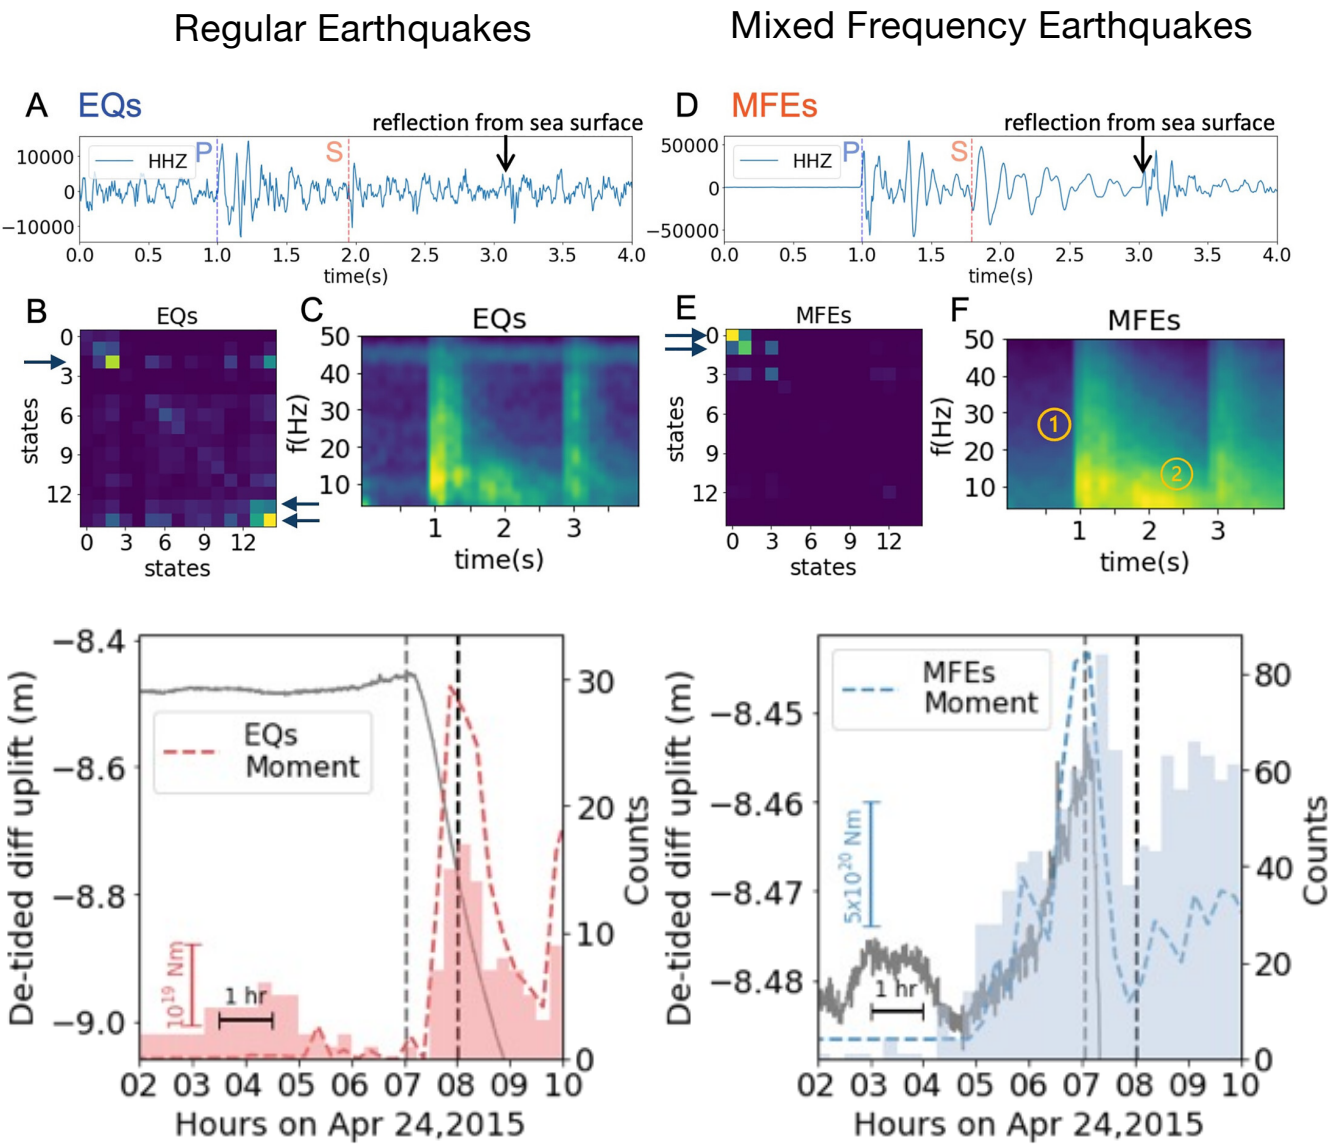 Regular Earthquakes
Mixed Frequency Earthquakes
A EQs
reflection from sea surface
HHZ
P
S
10000
0
−10000
0.0 0.5 1.0 1.5 2.0 2.5 3.0 3.5 4.0
time(s)
D MFEs
reflection from sea surface
HHZ
P
S
50000
0
−50000
0.0 0.5 1.0 1.5 2.0 2.5 3.0 3.5 4.0
time(s)
B EQs
0
3
6
9
12
states
0 3 6 9 12
states
C EQs
50
40
30
20
10
f(Hz)
1 2 3
time(s)
E MFEs
0
3
6
9
12
states
0 3 6 9 12
states
F MFEs
50
40
30
20
10
f(Hz)
1
2
1 2 3
time(s)
−8.4
−8.6
−8.8
−9.0
De-tided diff uplift (m)
EQs
Moment
10¹⁹ Nm
1 hr
30
20
10
0
Counts
02 03 04 05 06 07 08 09 10
Hours on Apr 24,2015
−8.45
−8.46
−8.47
−8.48
De-tided diff uplift (m)
MFEs
Moment
5x10²⁰ Nm
1 hr
80
60
40
20
0
Counts
02 03 04 05 06 07 08 09 10
Hours on Apr 24,2015